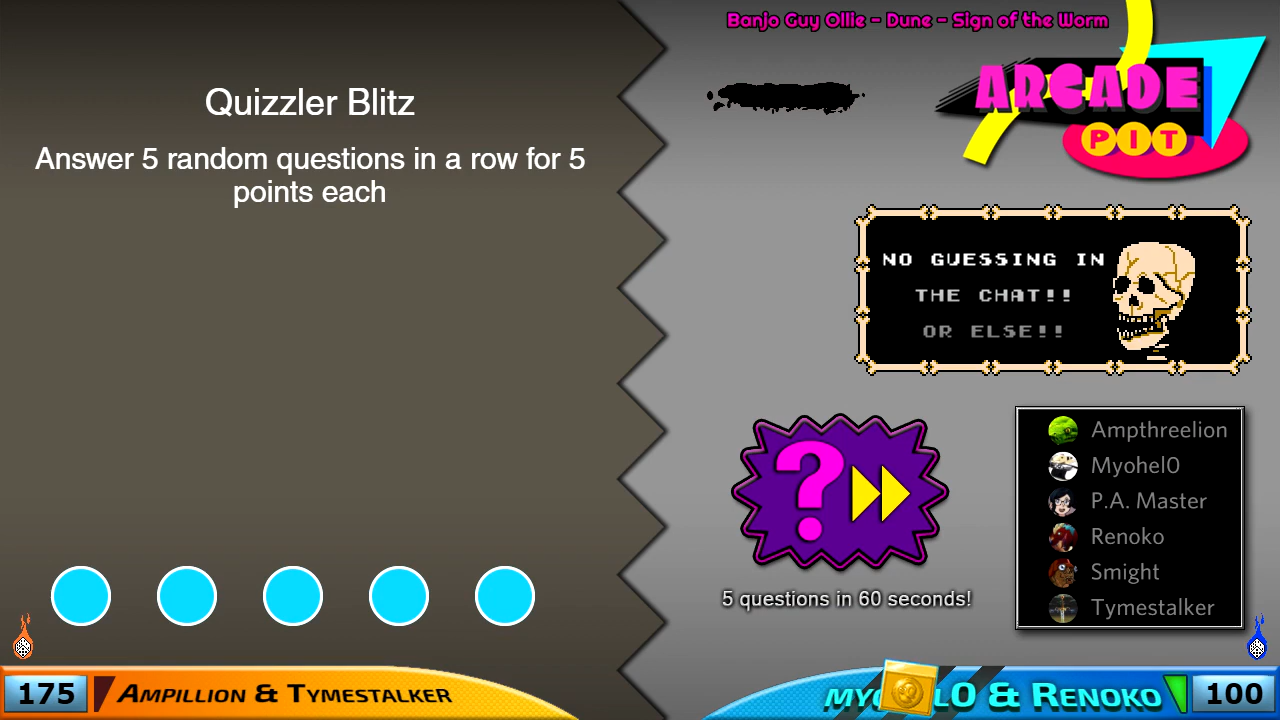 Banjo Guy Ollie - Dune - Sign of the Worm
ARCADE
PIT
Quizzler Blitz
Answer 5 random questions in a row for 5
points each
NO GUESSING IN
THE CHAT!!
OR ELSE!!
?
5 questions in 60 seconds!
Ampthreelion
Myohel0
P.A. Master
Renoko
Smight
Tymestalker
175
Ampillion & Tymestalker
& Renoko
100